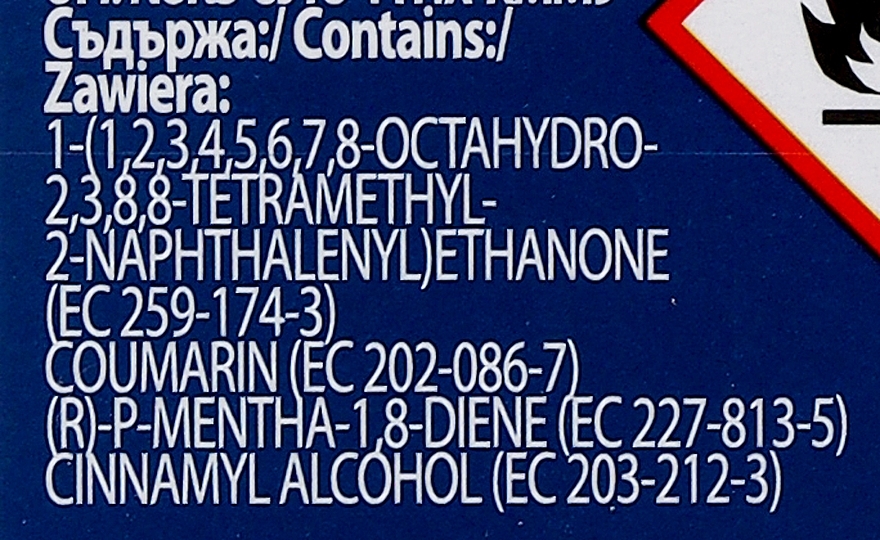 Съдържа:/ Contains:/
Zawiera:
1-(1,2,3,4,5,6,7,8-OCTAHYDRO-
2,3,8,8-TETRAMETHYL-
2-NAPHTHALENYL)ETHANONE
(EC 259-174-3)
COUMARIN (EC 202-086-7)
(R)-P-MENTHA-1,8-DIENE (EC 227-813-5)
CINNAMYL ALCOHOL (EC 203-212-3)